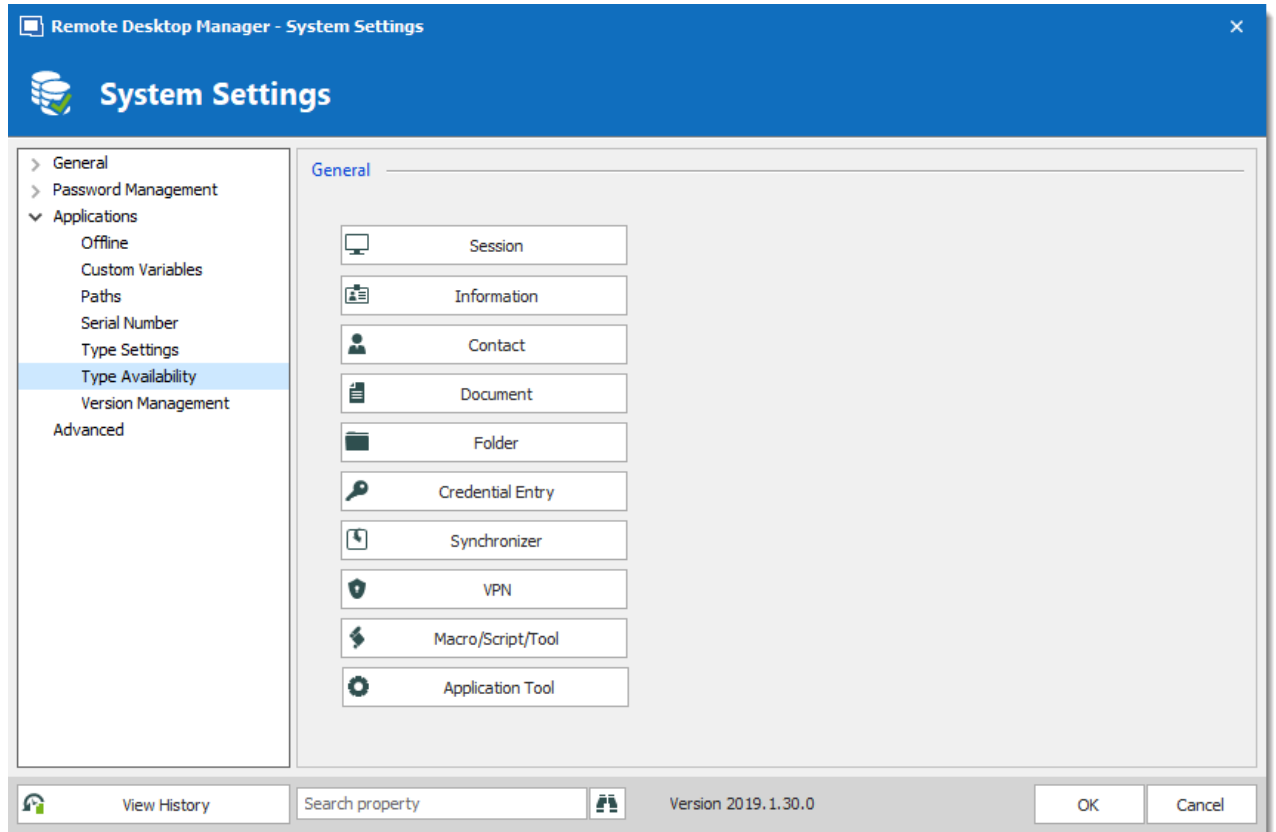 Remote Desktop Manager - System Settings
System Settings
General
Password Management
Applications
Offline
Custom Variables
Paths
Serial Number
Type Settings
Type Availability
Version Management
Advanced
General
Session
Information
Contact
Document
Folder
Credential Entry
Synchronizer
VPN
Macro/Script/Tool
Application Tool
View History
Search property
Version 2019.1.30.0
OK
Cancel